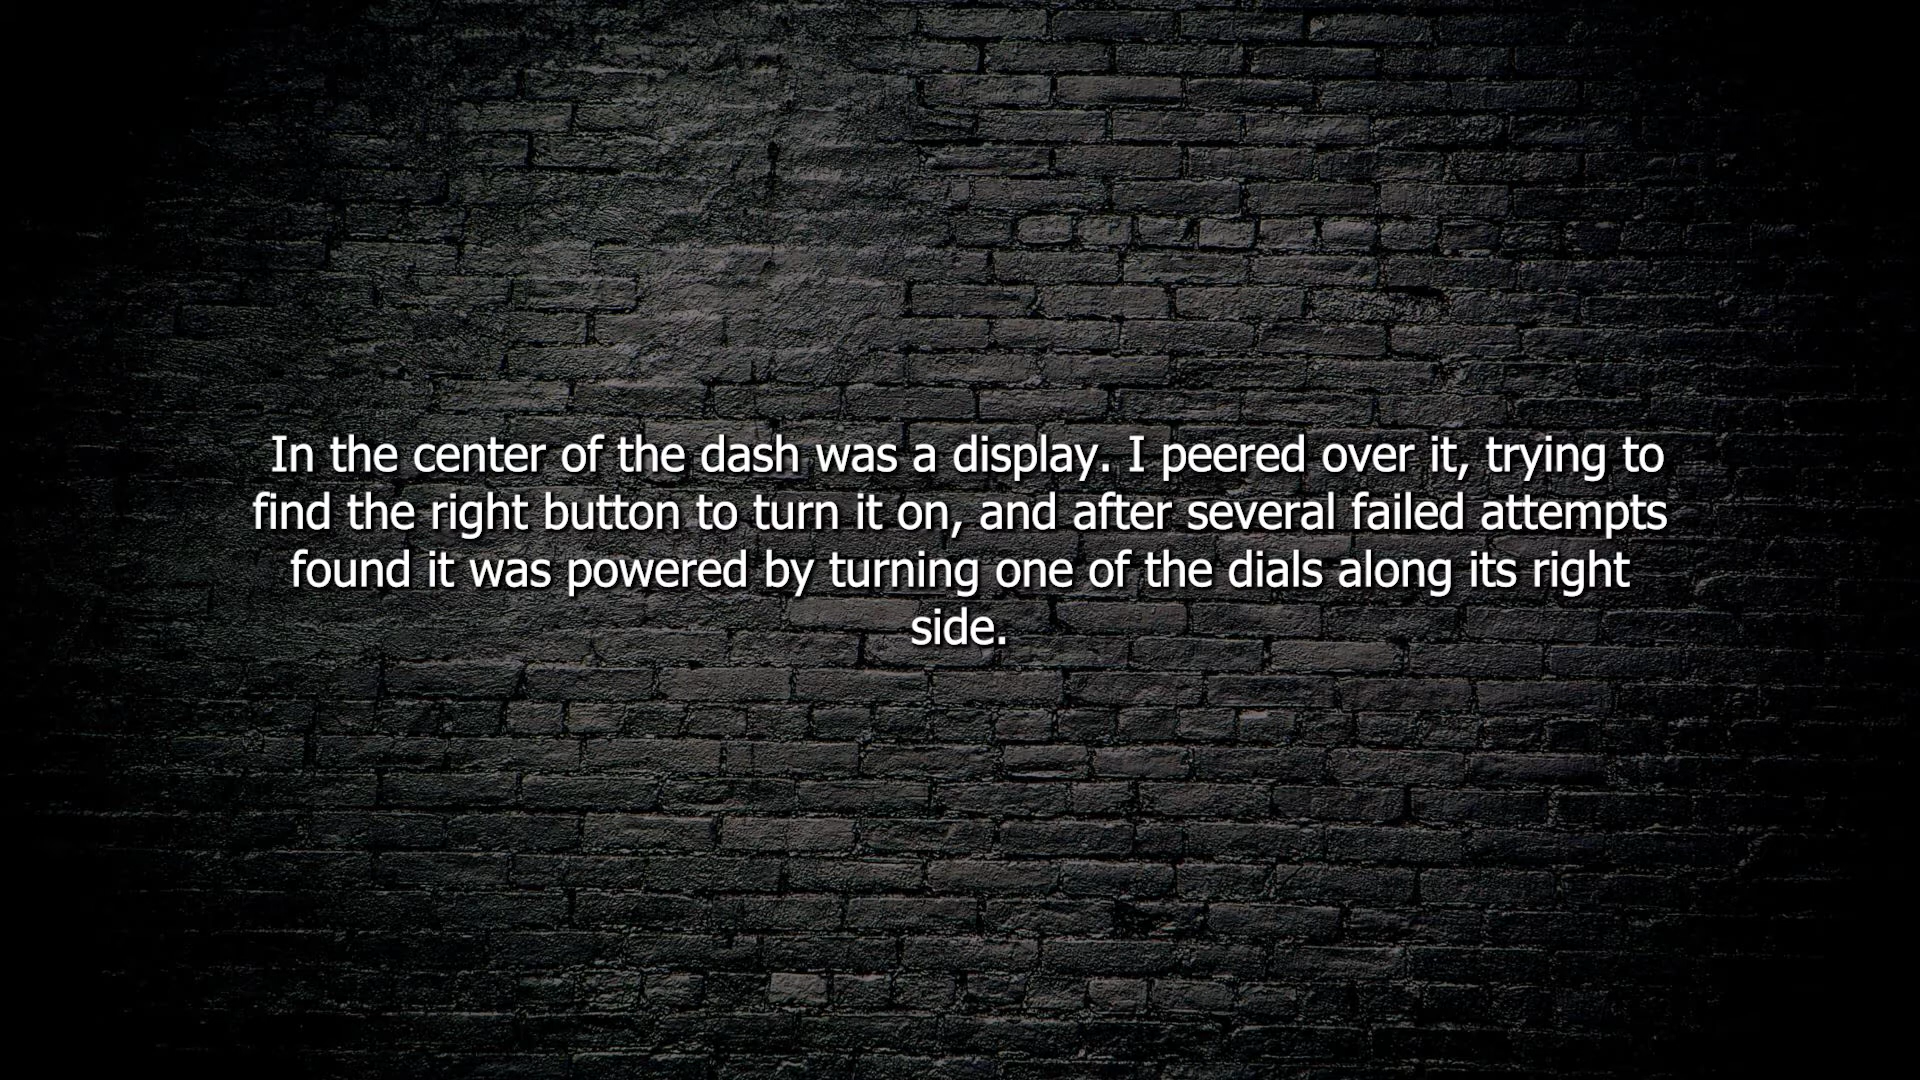 In the center of the dash was a display. I peered over it, trying to
find the right button to turn it on, and after several failed attempts
found it was powered by turning one of the dials along its right
side.